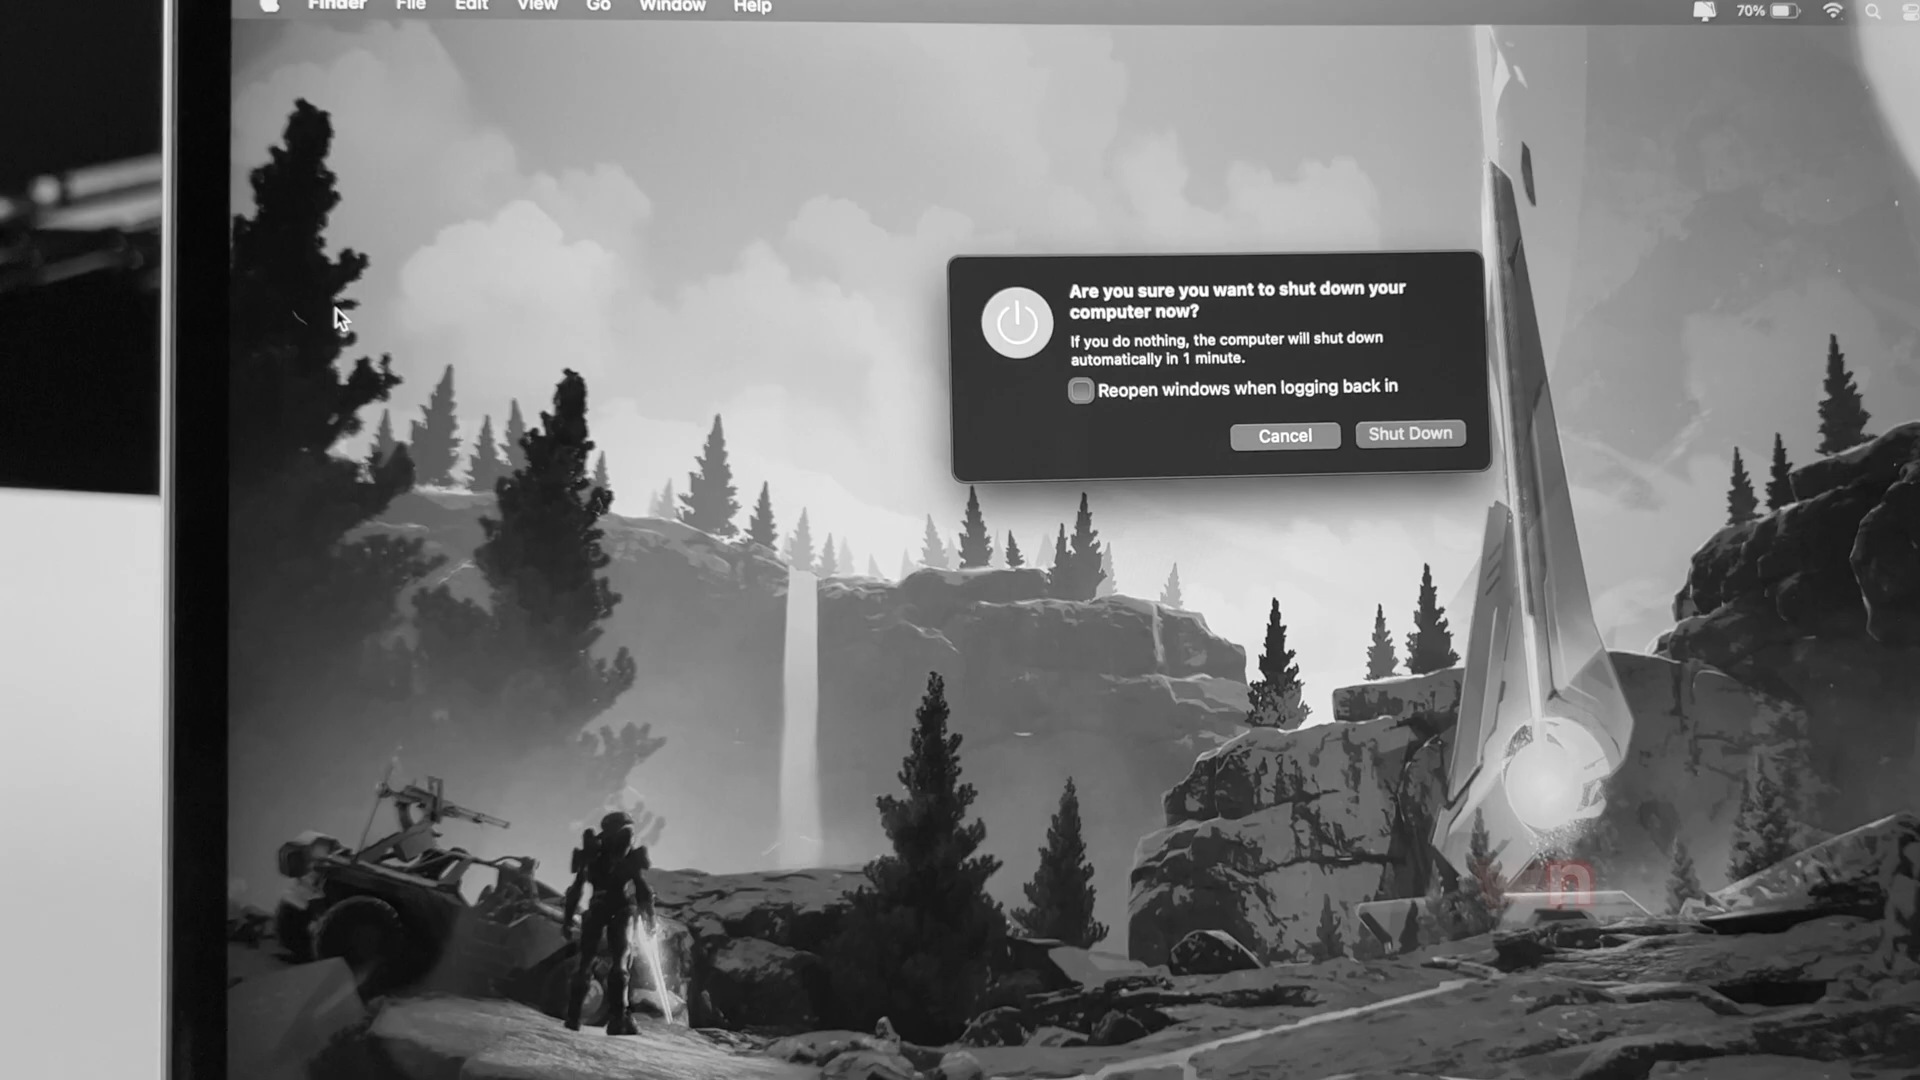 Finder File Edit View Go Window Help 70%
Are you sure you want to shut down your
computer now?
If you do nothing, the computer will shut down
automatically in 1 minute.
Reopen windows when logging back in
Cancel Shut Down
n